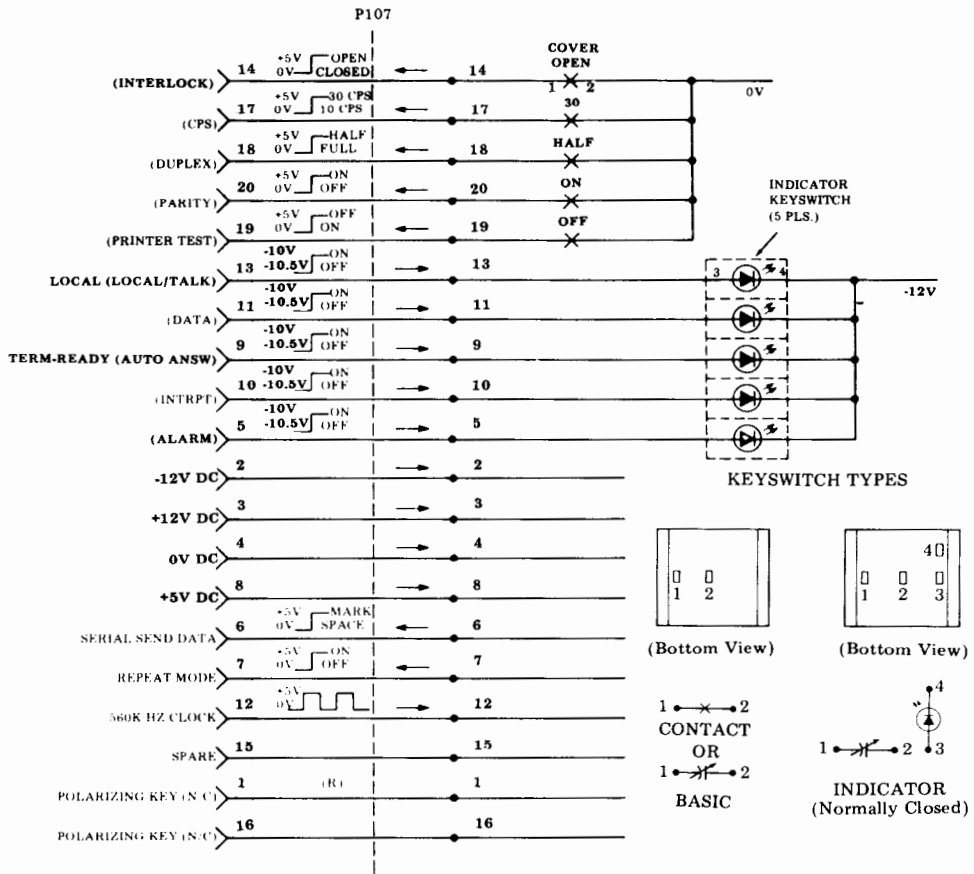 P107
(INTERLOCK) 14 +5V OPEN 14 COVER OPEN
0V CLOSED 1 2 0V
(CPS) 17 +5V 30 CPS 17 30
0V 10 CPS
(DUPLEX) 18 +5V HALF 18 HALF
0V FULL
(PARITY) 20 +5V ON 20 ON
0V OFF
(PRINTER TEST) 19 +5V OFF 19 OFF
0V ON
INDICATOR
KEYSWITCH
(5 PLS.)
LOCAL (LOCAL/TALK) 13 -10V ON 13 3 4
-10.5V OFF -12V
(DATA) 11 -10V ON 11
-10.5V OFF
TERM-READY (AUTO ANSW) 9 -10V ON 9
-10.5V OFF
(INTRPT) 10 -10V ON 10
-10.5V OFF
(ALARM) 5 -10V ON 5
-10.5V OFF
-12V DC 2 2
+12V DC 3 3
0V DC 4 4
+5V DC 8 8
SERIAL SEND DATA 6 +5V MARK 6
0V SPACE
REPEAT MODE 7 +5V ON 7
0V OFF
560K HZ CLOCK 12 +5V 12
0V
SPARE 15 15
POLARIZING KEY (N/C) 1 (R) 1
POLARIZING KEY (N/C) 16 16
KEYSWITCH TYPES
1 2
(Bottom View)
4
1 2 3
(Bottom View)
1 2
CONTACT
OR
1 2
BASIC
4
1 2 3
INDICATOR
(Normally Closed)